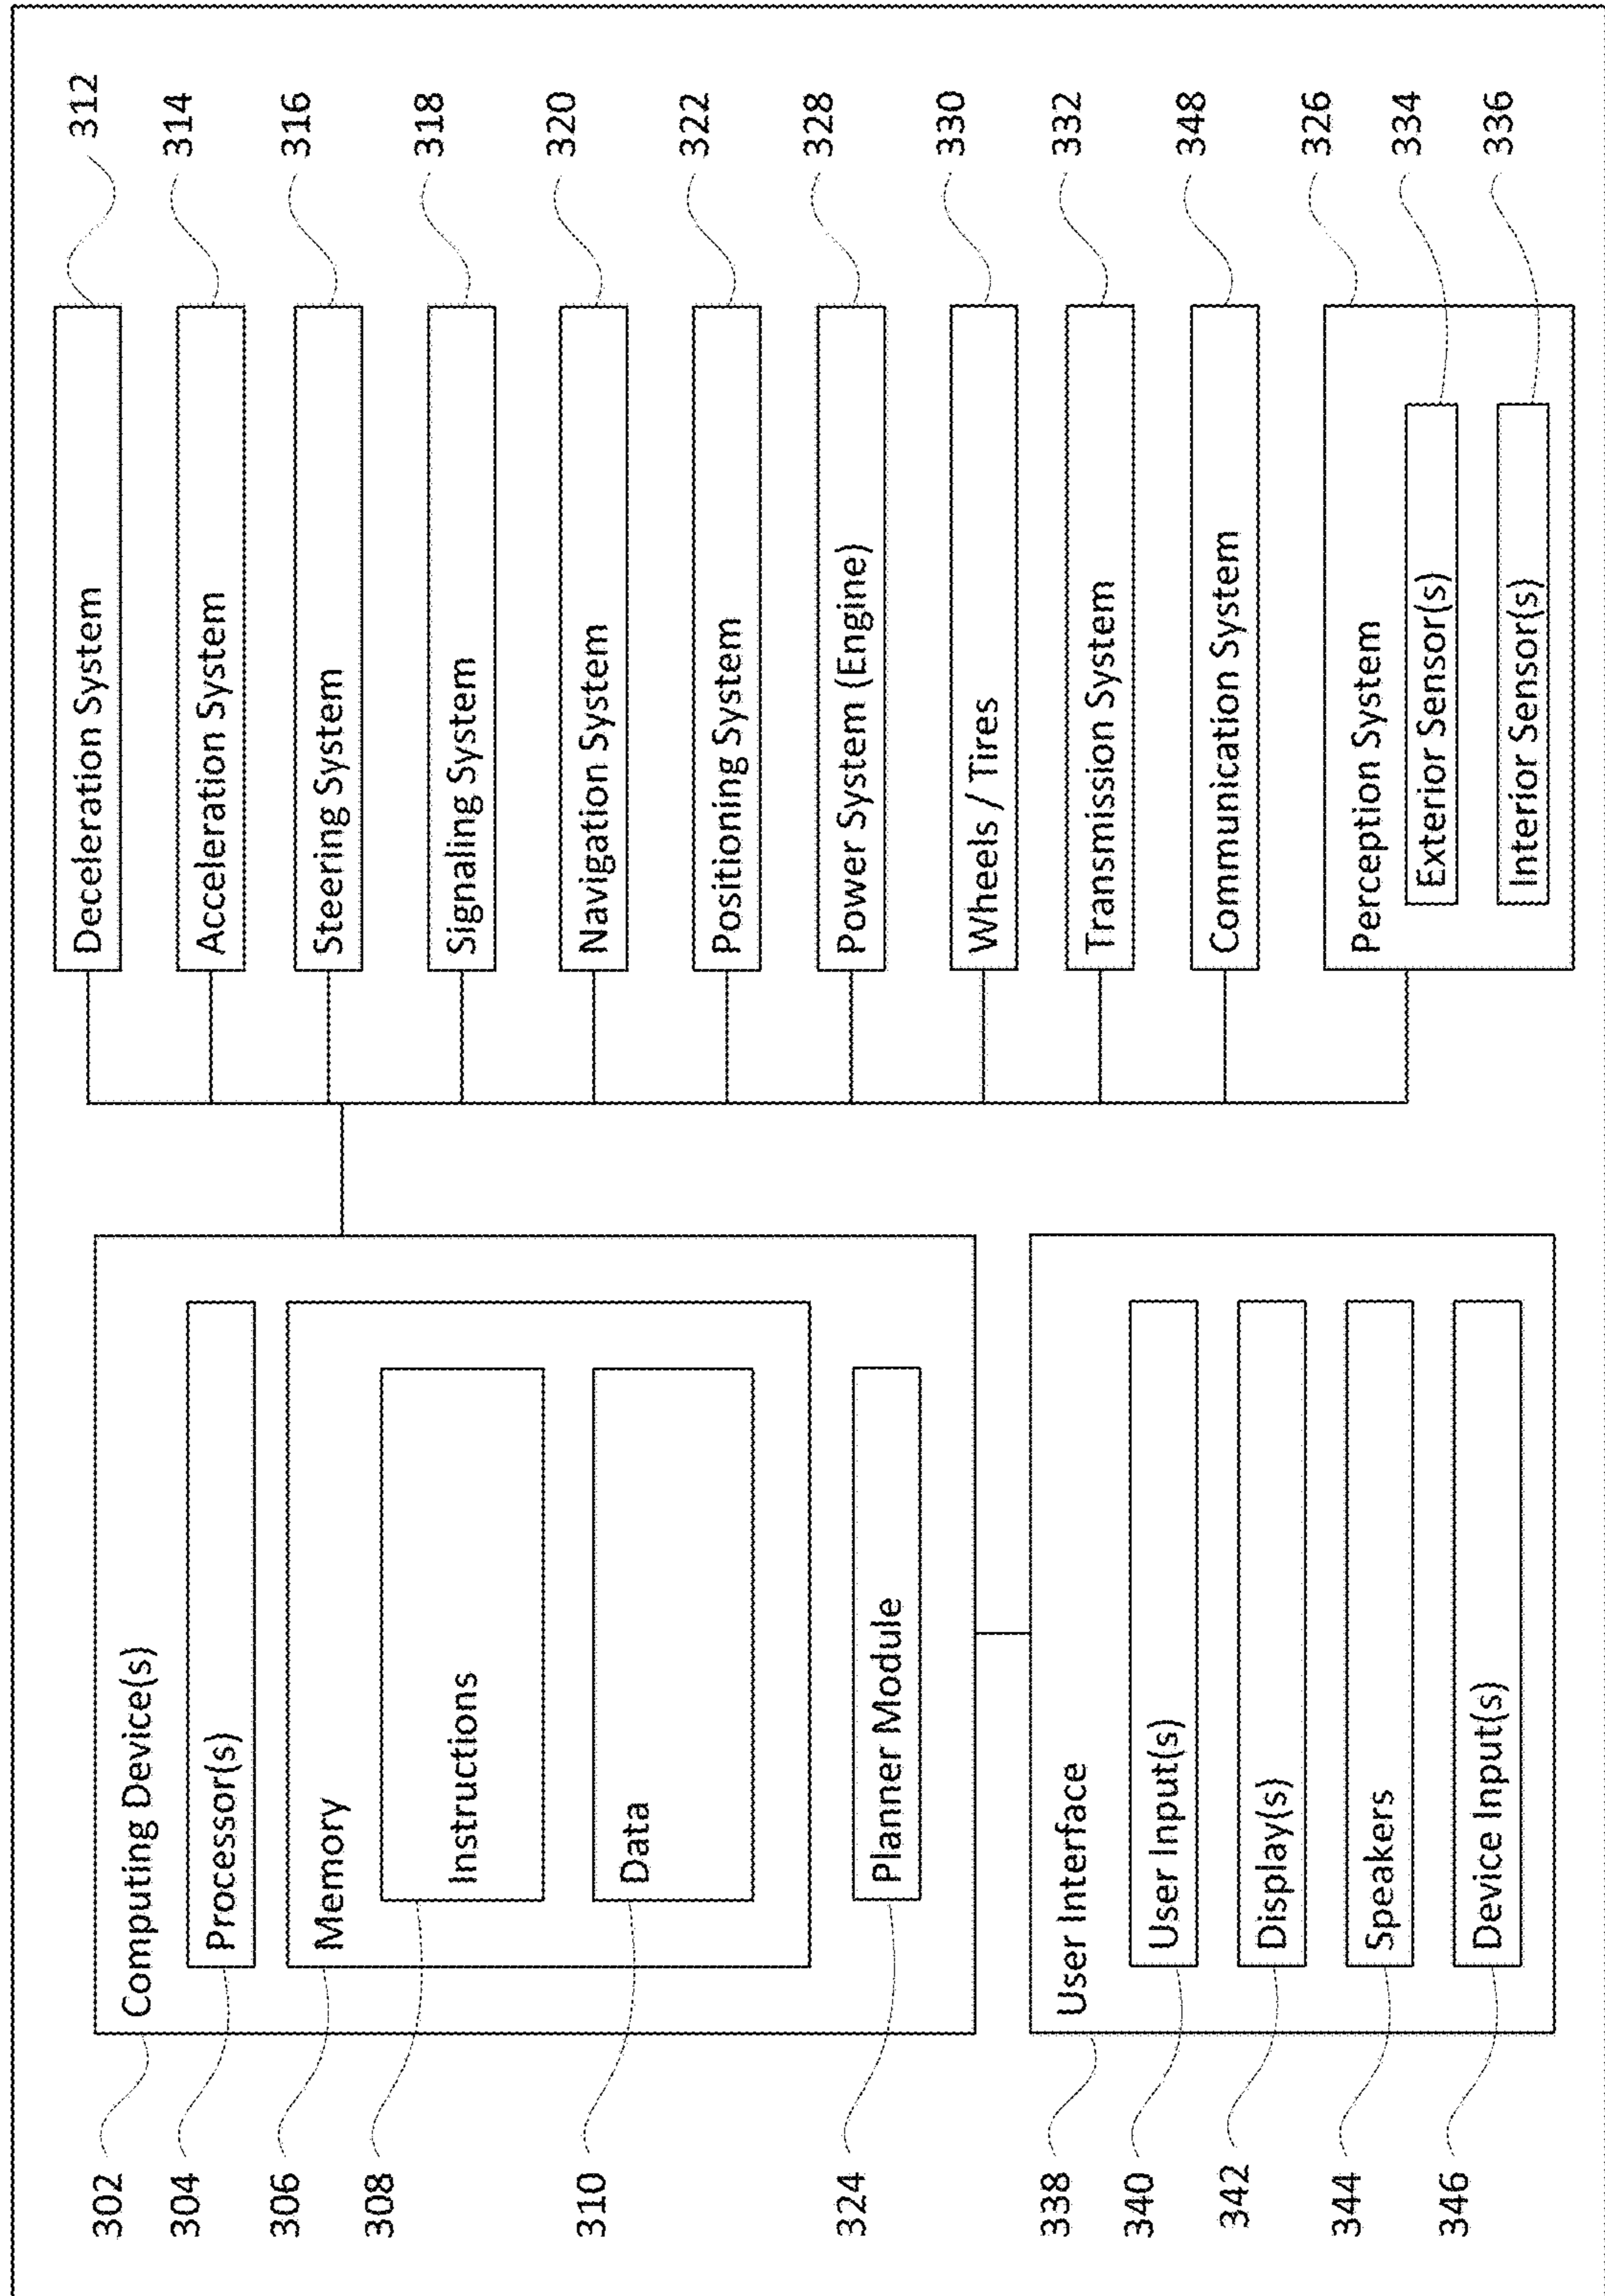 302
Computing Device(s)
304
Processor(s)
306
Memory
308
Instructions
310
Data
324
Planner Module
338
User Interface
340
User Input(s)
342
Display(s)
344
Speakers
346
Device Input(s)
Deceleration System
312
Acceleration System
314
Steering System
316
Signaling System
318
Navigation System
320
Positioning System
322
Power System (Engine)
328
Wheels / Tires
330
Transmission System
332
Communication System
348
Perception System
326
Exterior Sensor(s)
334
Interior Sensor(s)
336